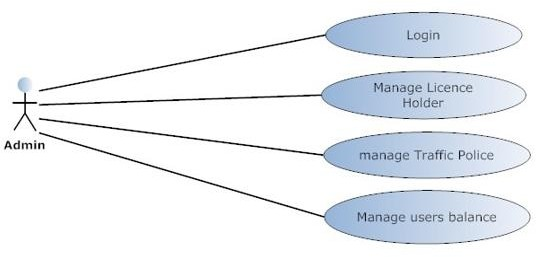 Login
Manage Licence
Holder
Admin
manage Traffic Police
Manage users balance